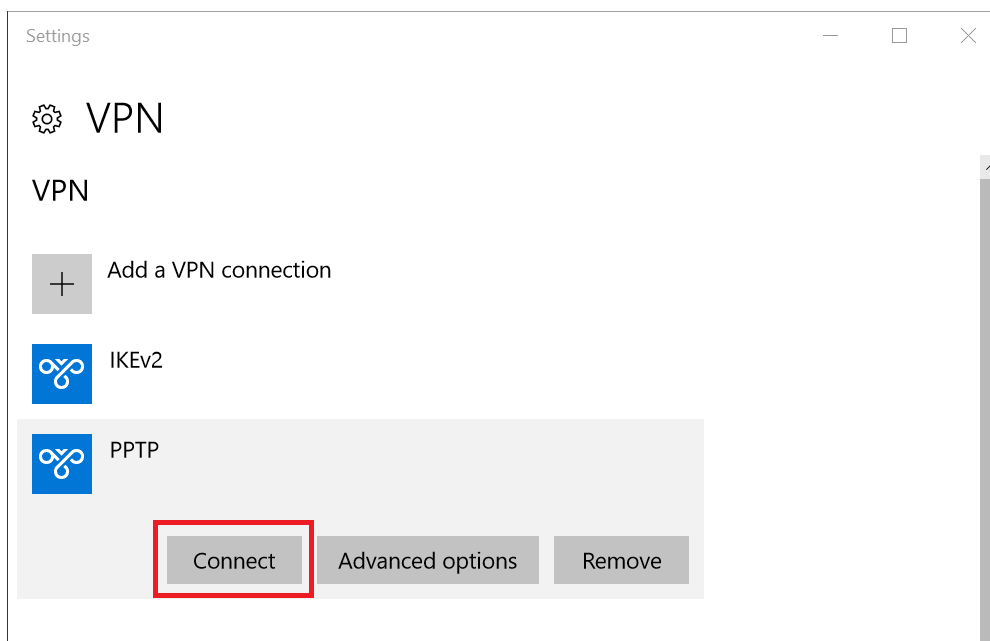 Settings
VPN
VPN
Add a VPN connection
IKEv2
PPTP
Connect Advanced options Remove